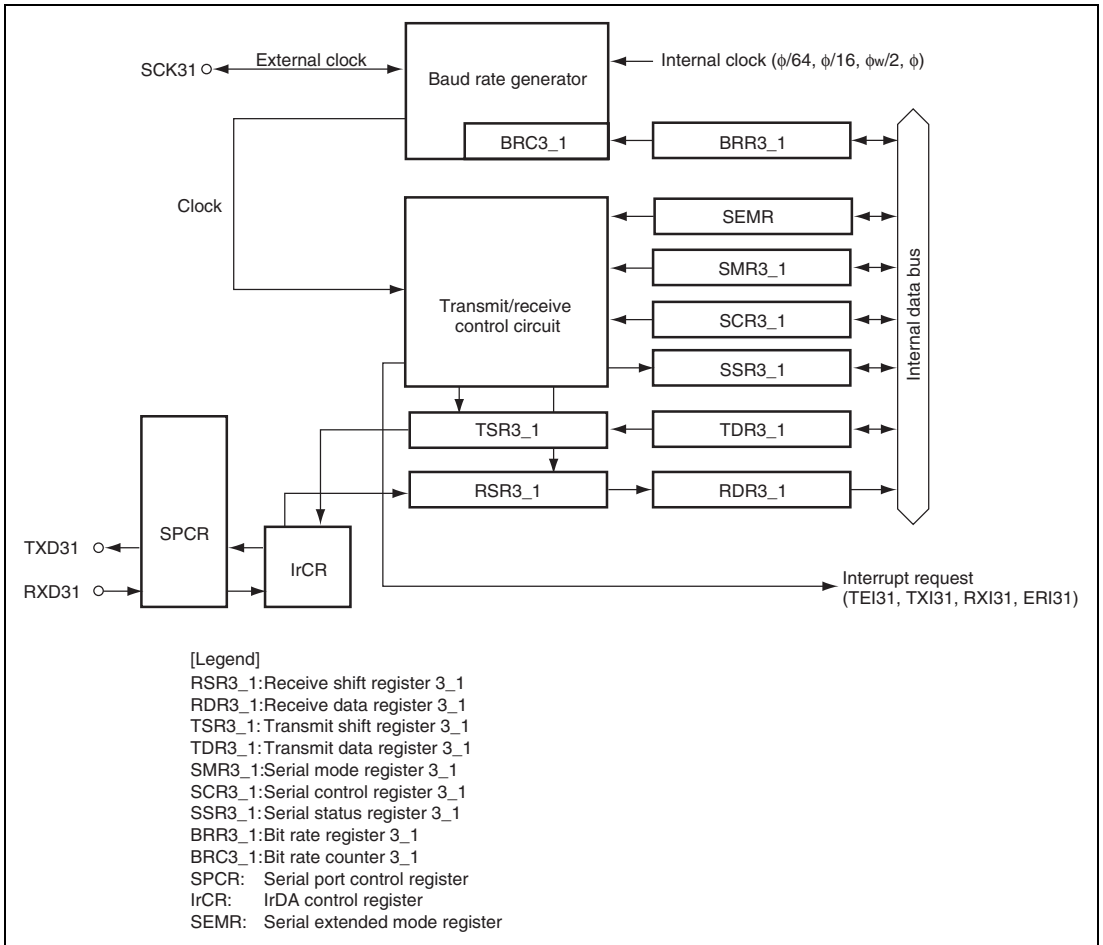 SCK31
External clock
Baud rate generator
Internal clock (ϕ/64, ϕ/16, ϕw/2, ϕ)
BRC3_1
BRR3_1
Clock
SEMR
SMR3_1
Transmit/receive
control circuit
SCR3_1
SSR3_1
Internal data bus
TSR3_1
TDR3_1
RSR3_1
RDR3_1
SPCR
TXD31
IrCR
RXD31
Interrupt request
(TEI31, TXI31, RXI31, ERI31)
[Legend]
RSR3_1:Receive shift register 3_1
RDR3_1:Receive data register 3_1
TSR3_1: Transmit shift register 3_1
TDR3_1:Transmit data register 3_1
SMR3_1:Serial mode register 3_1
SCR3_1:Serial control register 3_1
SSR3_1:Serial status register 3_1
BRR3_1:Bit rate register 3_1
BRC3_1:Bit rate counter 3_1
SPCR: Serial port control register
IrCR: IrDA control register
SEMR: Serial extended mode register